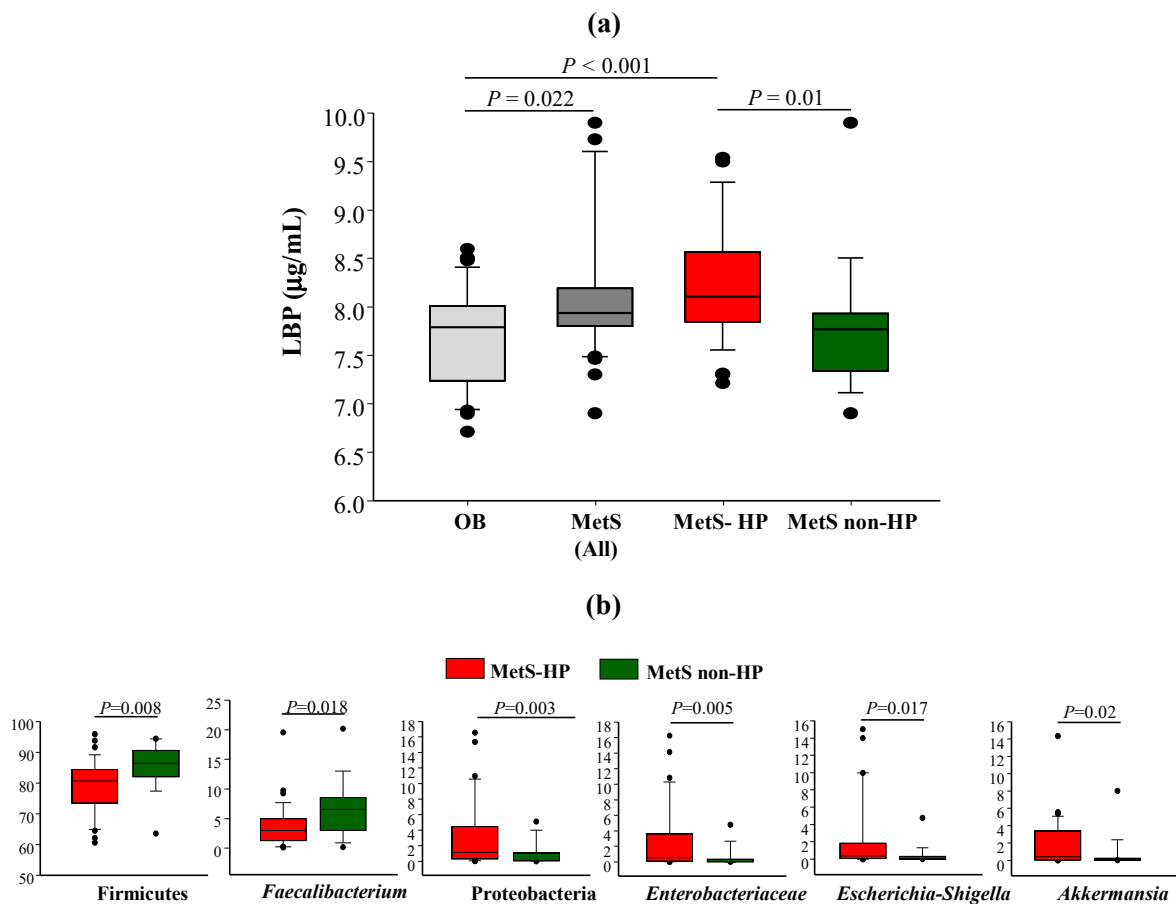 (a)
P < 0.001
P = 0.022
P = 0.01
10.0
9.5
9.0
8.5
8.0
7.5
7.0
6.5
6.0
LBP (µg/mL)
OB
MetS
(All)
MetS- HP
MetS non-HP
(b)
MetS-HP
MetS non-HP
P=0.008
100
90
80
70
60
50
Firmicutes
P=0.018
25
20
15
10
5
0
Faecalibacterium
P=0.003
18
16
14
12
10
8
6
4
2
0
Proteobacteria
P=0.005
18
16
14
12
10
8
6
4
2
0
Enterobacteriaceae
P=0.017
16
14
12
10
8
6
4
2
0
Escherichia-Shigella
P=0.02
16
14
12
10
8
6
4
2
0
Akkermansia